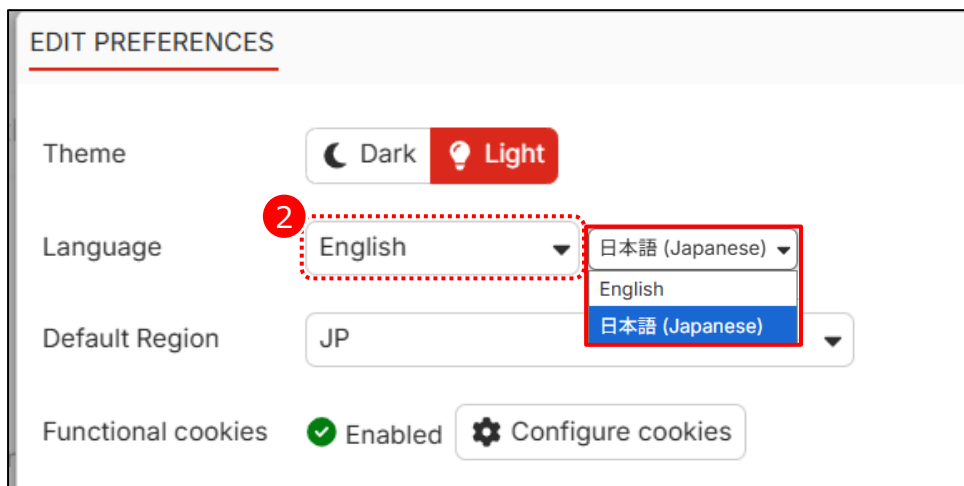 EDIT PREFERENCES
Theme
Dark
Light
2
Language
English
日本語 (Japanese)
English
日本語 (Japanese)
Default Region
JP
Functional cookies
Enabled
Configure cookies